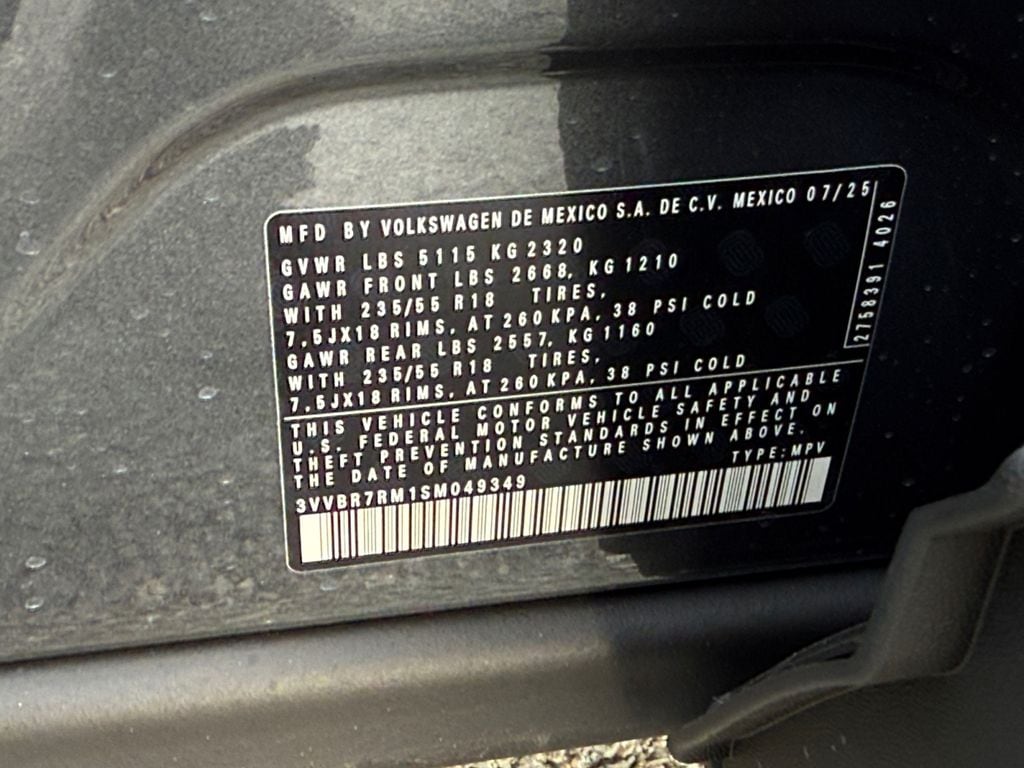 MFD BY VOLKSWAGEN DE MEXICO S.A. DE C.V. MEXICO 07/25
GVWR LBS 5115 KG 2320
GAWR FRONT LBS 2668, KG 1210
WITH 235/55 R18 TIRES,
7,5JX18 RIMS, AT 260 KPA, 38 PSI COLD
GAWR REAR LBS 2557, KG 1160
WITH 235/55 R18 TIRES,
7,5JX18 RIMS, AT 260 KPA, 38 PSI COLD
2758391 4026
THIS VEHICLE CONFORMS TO ALL APPLICABLE
U.S. FEDERAL MOTOR VEHICLE SAFETY AND
THEFT PREVENTION STANDARDS IN EFFECT ON
THE DATE OF MANUFACTURE SHOWN ABOVE.
TYPE: MPV
3VVBR7RM1SM049349